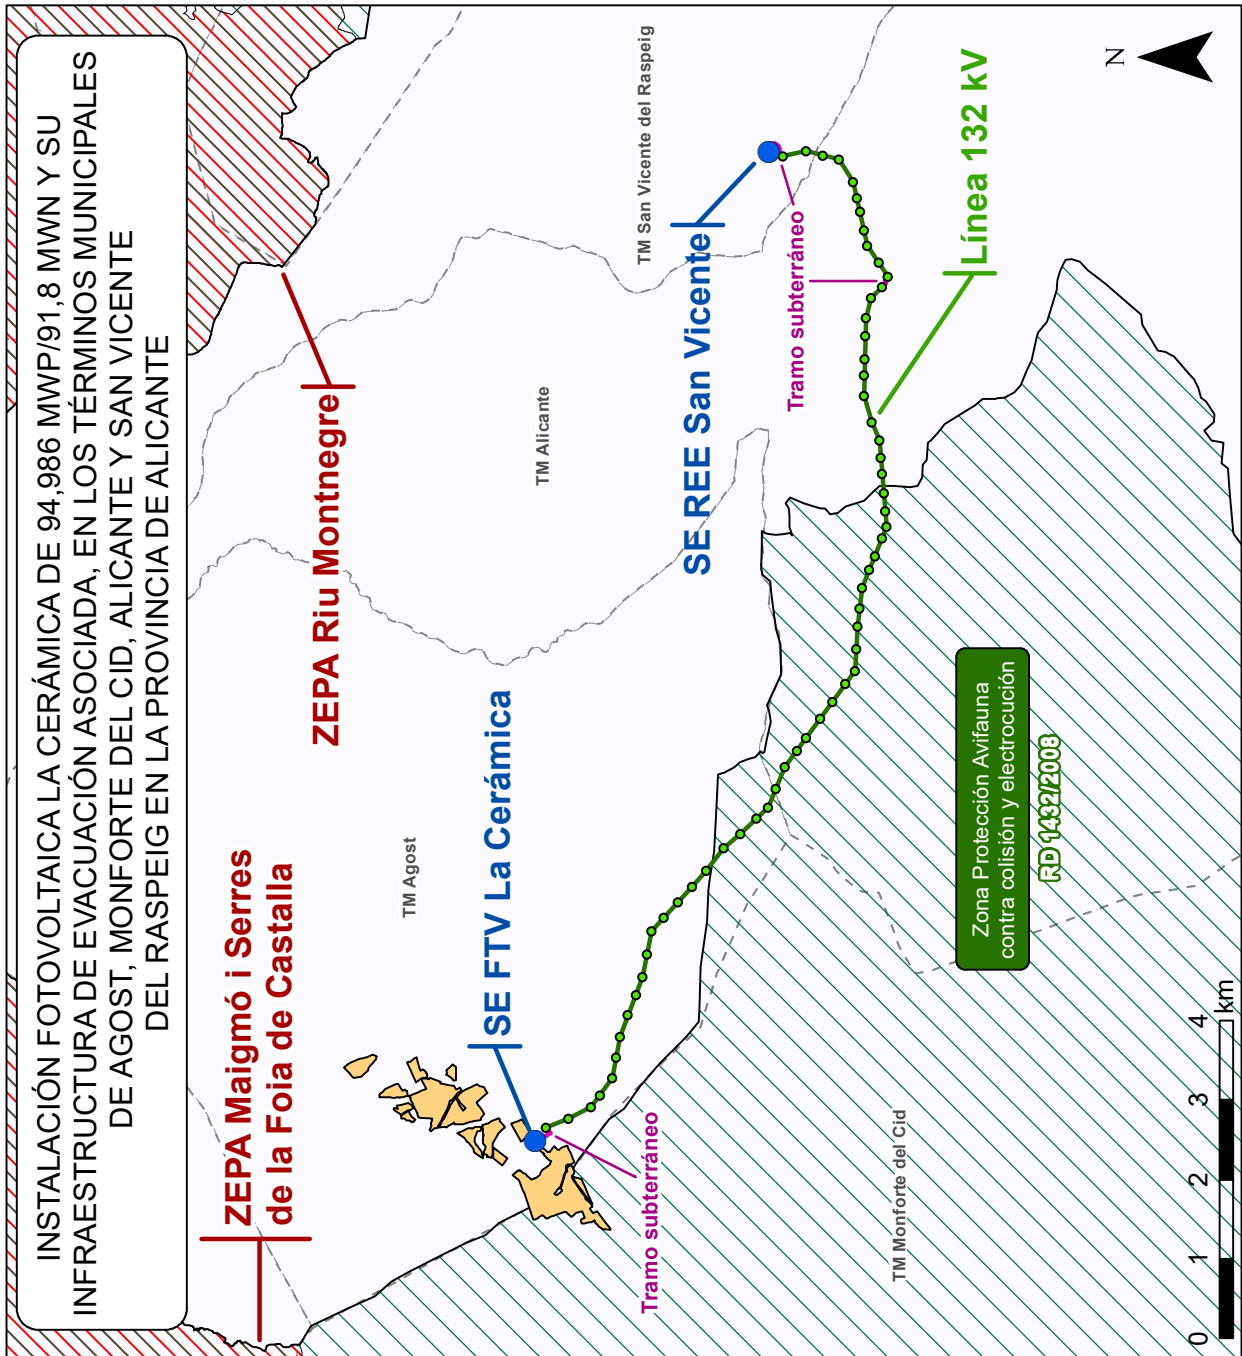 INSTALACIÓN FOTOVOLTAICA LA CERÁMICA DE 94,986 MWP/91,8 MWN Y SU
INFRAESTRUCTURA DE EVACUACIÓN ASOCIADA, EN LOS TÉRMINOS MUNICIPALES
DE AGOST, MONFORTE DEL CID, ALICANTE Y SAN VICENTE
DEL RASPEIG EN LA PROVINCIA DE ALICANTE
ZEPA Maigmó i Serres
de la Foia de Castalla
ZEPA Riu Montnegre
TM Agost
TM Alicante
TM San Vicente del Raspeig
SE FTV La Cerámica
SE REE San Vicente
Tramo subterráneo
Tramo subterráneo
Línea 132 kV
TM Monforte del Cid
Zona Protección Avifauna
contra colisión y electrocución
RD 1432/2008
N
0 1 2 3 4
km